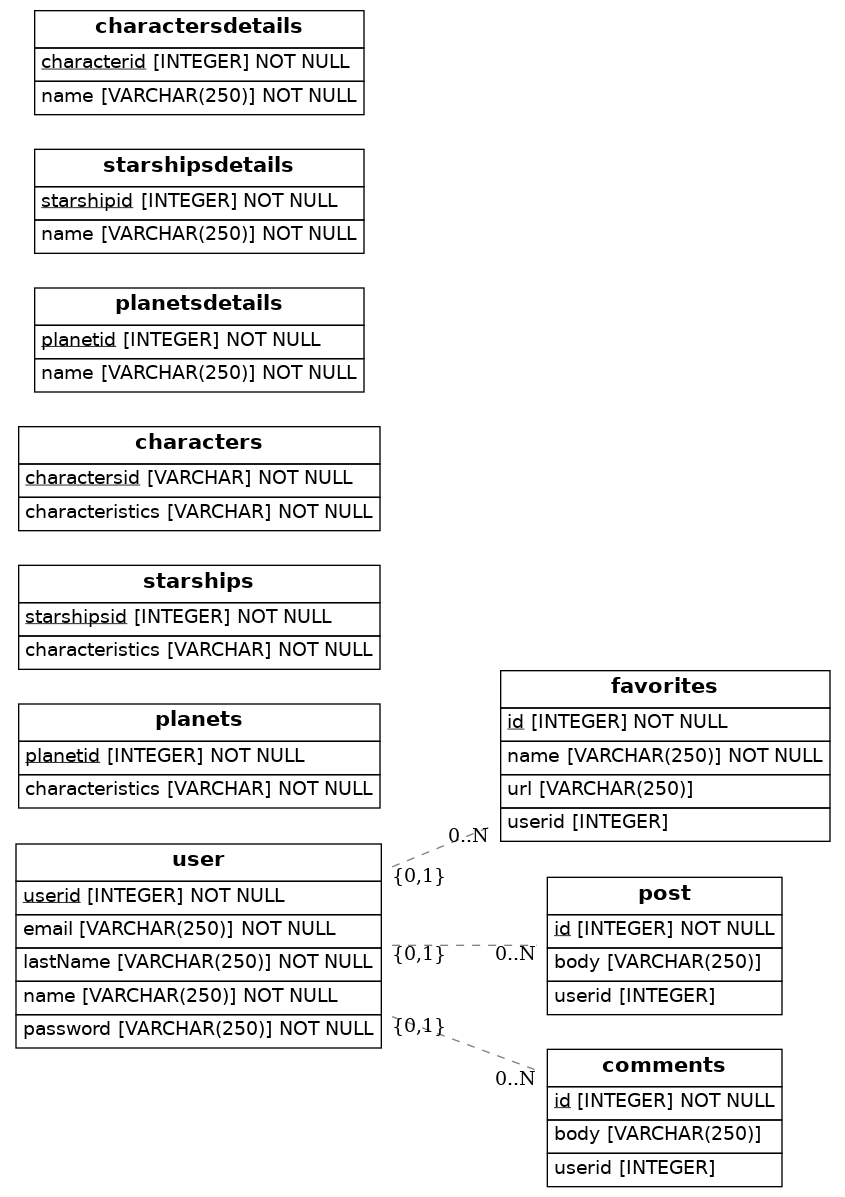 charactersdetails
characterid [INTEGER] NOT NULL
name [VARCHAR(250)] NOT NULL
starshipsdetails
starshipid [INTEGER] NOT NULL
name [VARCHAR(250)] NOT NULL
planetsdetails
planetid [INTEGER] NOT NULL
name [VARCHAR(250)] NOT NULL
characters
charactersid [VARCHAR] NOT NULL
characteristics [VARCHAR] NOT NULL
starships
starshipsid [INTEGER] NOT NULL
characteristics [VARCHAR] NOT NULL
planets
planetid [INTEGER] NOT NULL
characteristics [VARCHAR] NOT NULL
user
userid [INTEGER] NOT NULL
email [VARCHAR(250)] NOT NULL
lastName [VARCHAR(250)] NOT NULL
name [VARCHAR(250)] NOT NULL
password [VARCHAR(250)] NOT NULL
0..N
{0,1}
{0,1}
0..N
{0,1}
0..N
favorites
id [INTEGER] NOT NULL
name [VARCHAR(250)] NOT NULL
url [VARCHAR(250)]
userid [INTEGER]
post
id [INTEGER] NOT NULL
body [VARCHAR(250)]
userid [INTEGER]
comments
id [INTEGER] NOT NULL
body [VARCHAR(250)]
userid [INTEGER]